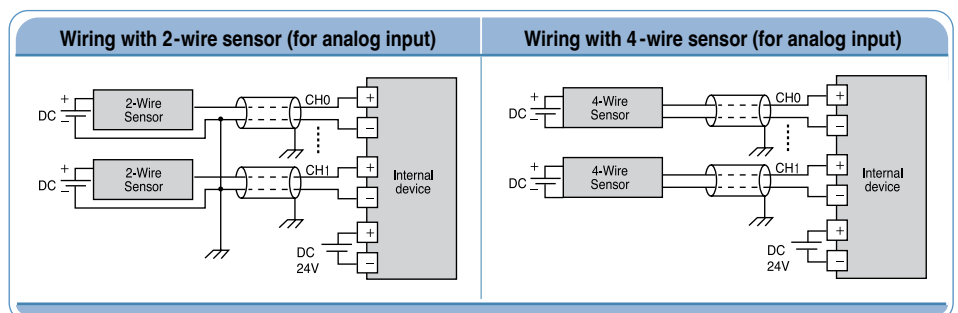 Wiring with 2-wire sensor (for analog input)
Wiring with 4-wire sensor (for analog input)
+
DC
−
2-Wire
Sensor
CH0
+
−
+
DC
−
2-Wire
Sensor
CH1
+
−
Internal
device
DC
24V
+
−
+
DC
−
4-Wire
Sensor
CH0
+
−
+
DC
−
4-Wire
Sensor
CH1
+
−
Internal
device
DC
24V
+
−